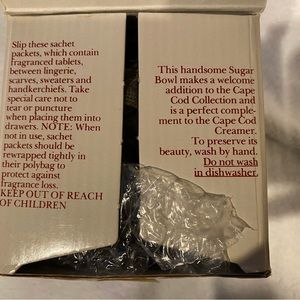 Slip these sachet
packets, which contain
fragranced tablets,
between lingerie,
scarves, sweaters and
handkerchiefs. Take
special care not to
tear or puncture
when placing them into
drawers. NOTE: When
not in use, sachet
packets should be
rewrapped tightly in
their polybag to
protect against
fragrance loss.
KEEP OUT OF REACH
OF CHILDREN
This handsome Sugar
Bowl makes a welcome
addition to the Cape
Cod Collection and
is a perfect comple-
ment to the Cape Cod
Creamer.
To preserve its
beauty, wash by hand.
Do not wash
in dishwasher.